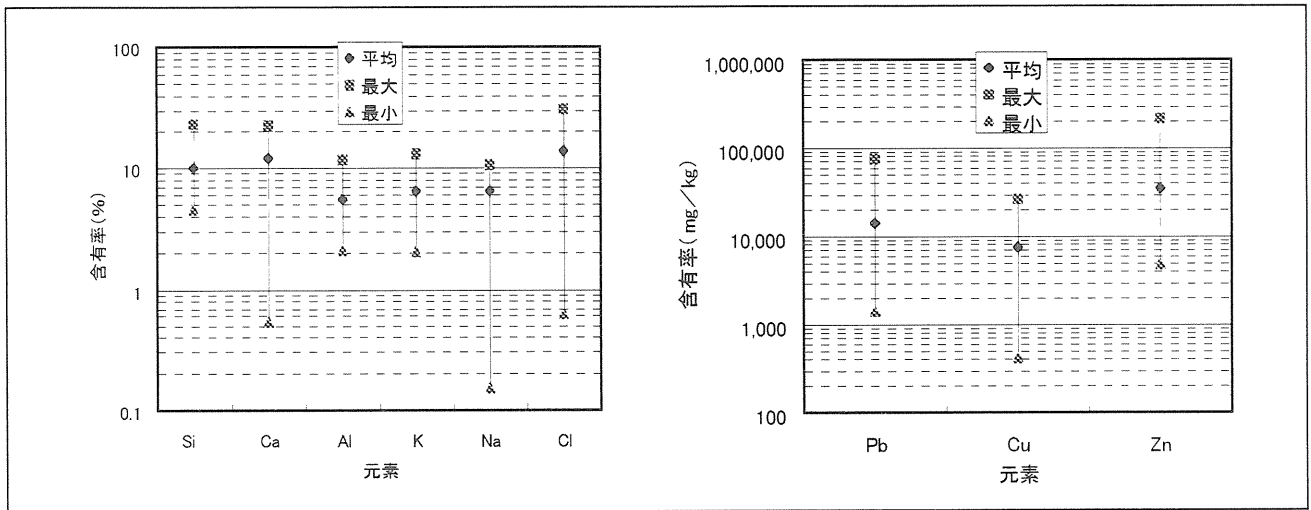 100
10
1
0.1
含有率(%)
平均
最大
最小
Si Ca Al K Na Cl
元素
1,000,000
100,000
10,000
1,000
100
含有率(mg/kg)
平均
最大
最小
Pb Cu Zn
元素